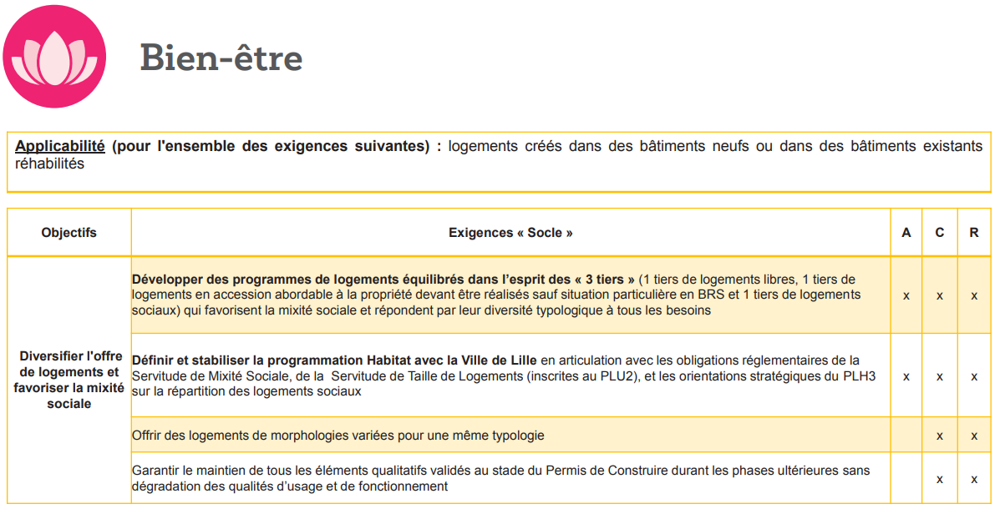 Bien-être
Applicabilité (pour l'ensemble des exigences suivantes) : logements créés dans des bâtiments neufs ou dans des bâtiments existants
réhabilités
Objectifs
Exigences « Socle »
A
C
R
Diversifier l'offre
de logements et
favoriser la mixité
sociale
Développer des programmes de logements équilibrés dans l'esprit des « 3 tiers » (1 tiers de logements libres, 1 tiers de
logements en accession abordable à la propriété devant être réalisés sauf situation particulière en BRS et 1 tiers de logements
sociaux) qui favorisent la mixité sociale et répondent par leur diversité typologique à tous les besoins
x
x
x
Définir et stabiliser la programmation Habitat avec la Ville de Lille en articulation avec les obligations réglementaires de la
Servitude de Mixité Sociale, de la  Servitude de Taille de Logements (inscrites au PLU2), et les orientations stratégiques du PLH3
sur la répartition des logements sociaux
x
x
x
Offrir des logements de morphologies variées pour une même typologie
x
x
Garantir le maintien de tous les éléments qualitatifs validés au stade du Permis de Construire durant les phases ultérieures sans
dégradation des qualités d'usage et de fonctionnement
x
x